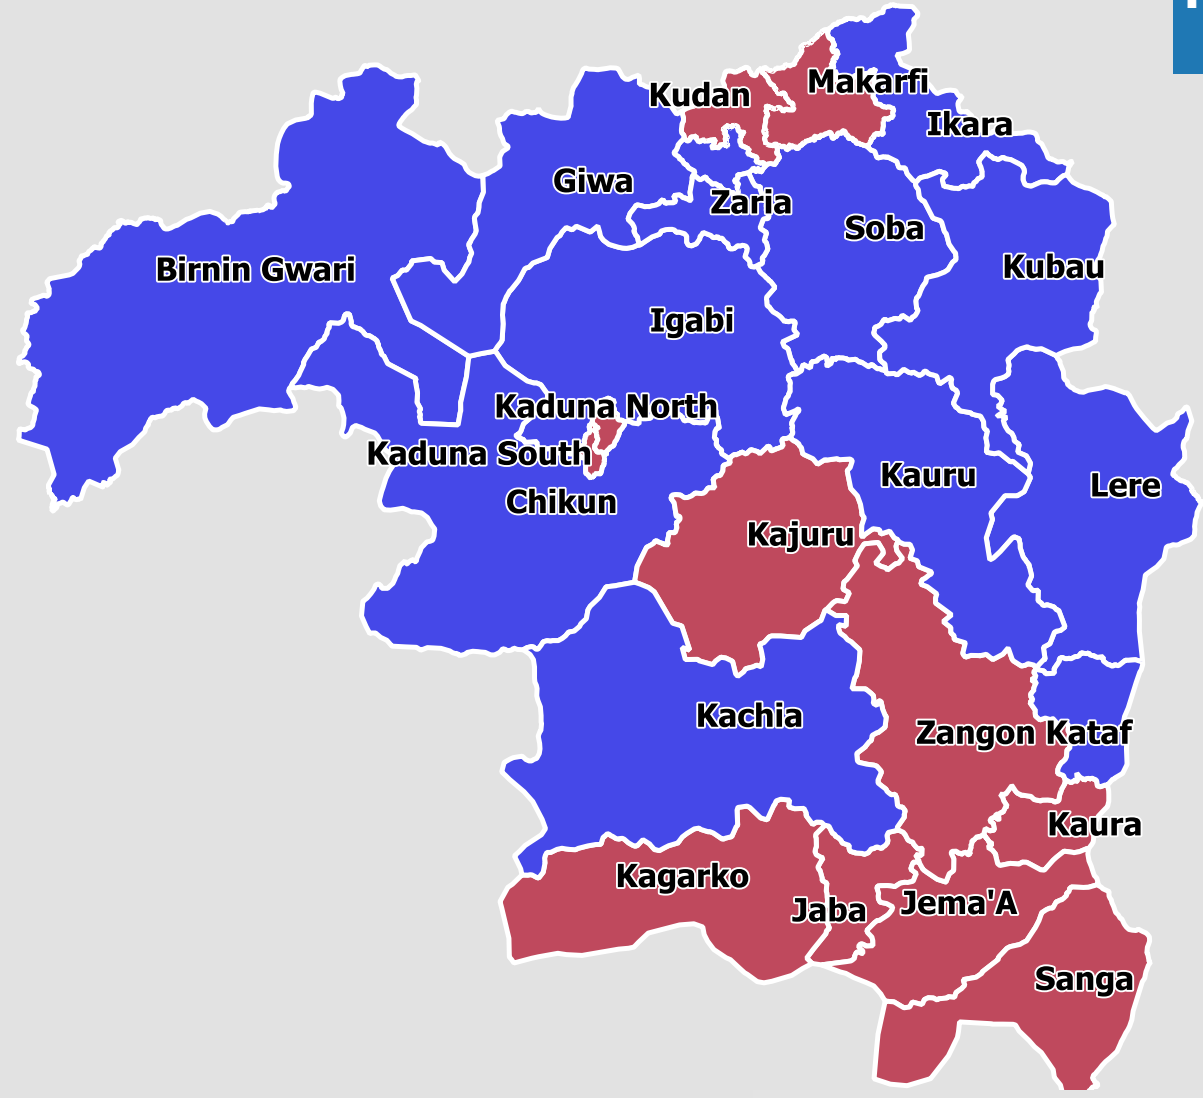 Makarfi
Kudan
Ikara
Giwa
Zaria
Soba
Kubau
Birnin Gwari
Igabi
Kaduna North
Kaduna South
Chikun
Kauru
Lere
Kajuru
Kachia
Zangon Kataf
Kaura
Kagarko
Jaba
Jema'A
Sanga